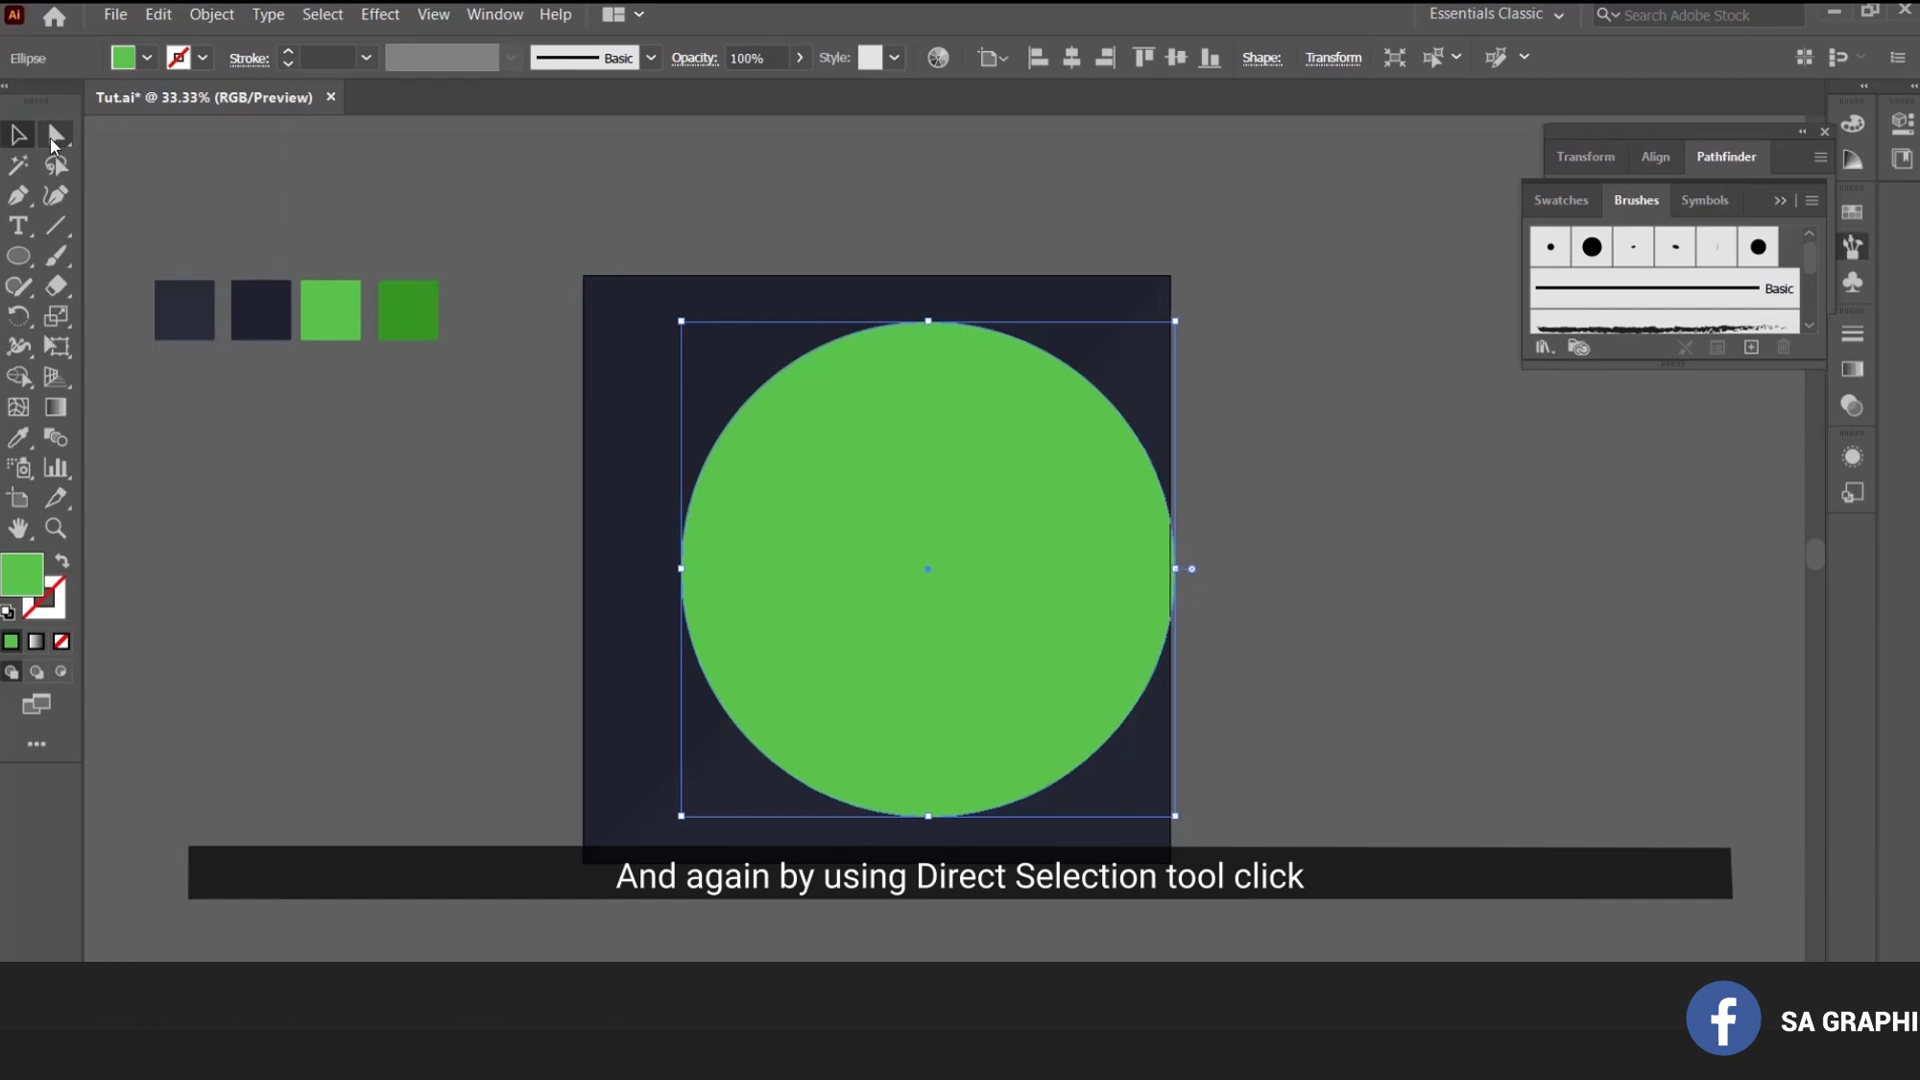 Ai File Edit Object Type Select Effect View Window Help Essentials Classic Search Adobe Stock
Ellipse Stroke: Basic Opacity: 100% Style: Shape: Transform
Tut.ai* @ 33.33% (RGB/Preview)
Transform Align Pathfinder
Swatches Brushes Symbols
Basic
T
And again by using Direct Selection tool click
f SA GRAPHI